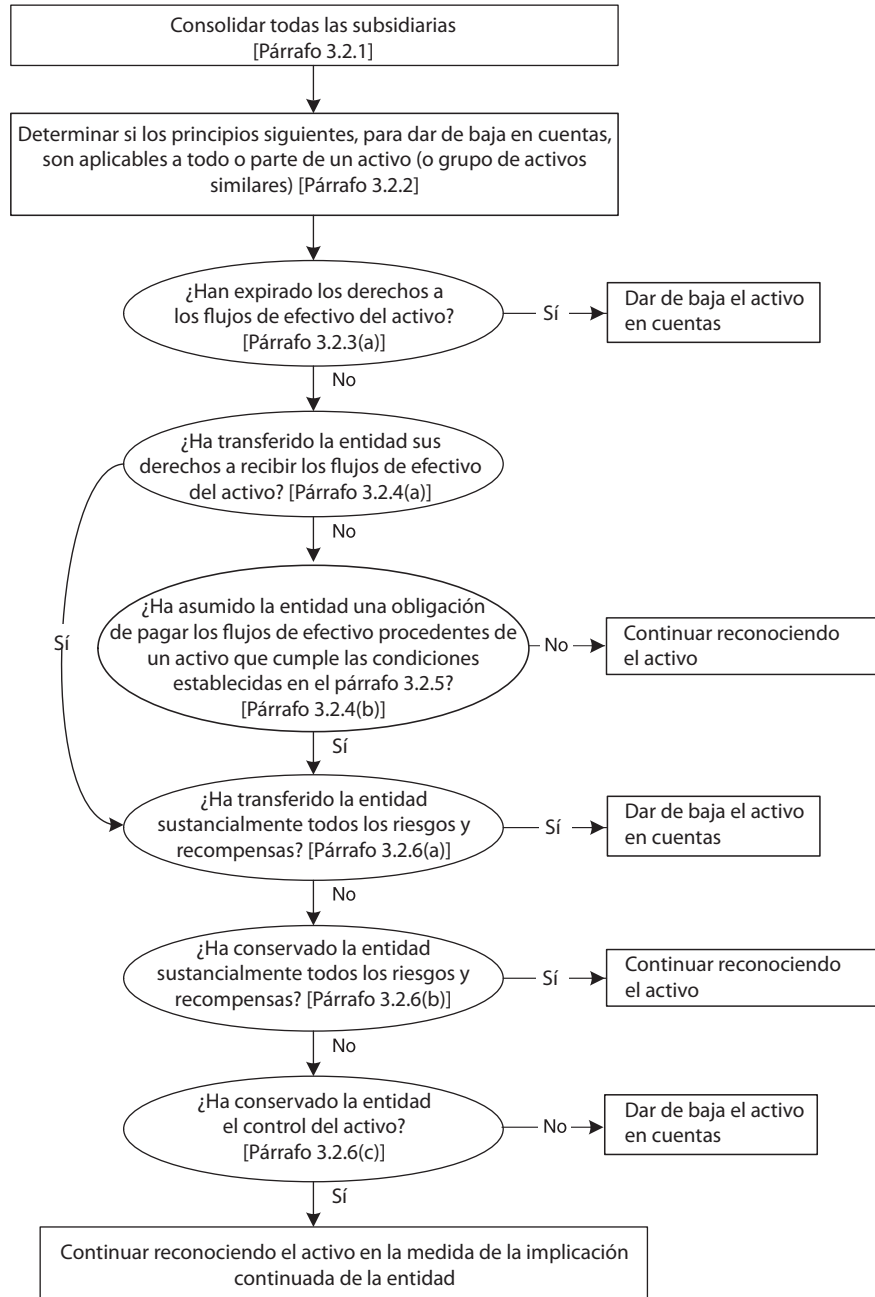 Consolidar todas las subsidiarias
[Párrafo 3.2.1]
Determinar si los principios siguientes, para dar de baja en cuentas,
son aplicables a todo o parte de un activo (o grupo de activos
similares) [Párrafo 3.2.2]
¿Han expirado los derechos a
los flujos de efectivo del activo?
[Párrafo 3.2.3(a)]
Sí
Dar de baja el activo
en cuentas
No
¿Ha transferido la entidad sus
derechos a recibir los flujos de efectivo
del activo? [Párrafo 3.2.4(a)]
No
Sí
¿Ha asumido la entidad una obligación
de pagar los flujos de efectivo procedentes de
un activo que cumple las condiciones
establecidas en el párrafo 3.2.5?
[Párrafo 3.2.4(b)]
No
Continuar reconociendo
el activo
Sí
¿Ha transferido la entidad
sustancialmente todos los riesgos y
recompensas? [Párrafo 3.2.6(a)]
Sí
Dar de baja el activo
en cuentas
No
¿Ha conservado la entidad
sustancialmente todos los riesgos y
recompensas? [Párrafo 3.2.6(b)]
Sí
Continuar reconociendo
el activo
No
¿Ha conservado la entidad
el control del activo?
[Párrafo 3.2.6(c)]
No
Dar de baja el activo
en cuentas
Sí
Continuar reconociendo el activo en la medida de la implicación
continuada de la entidad